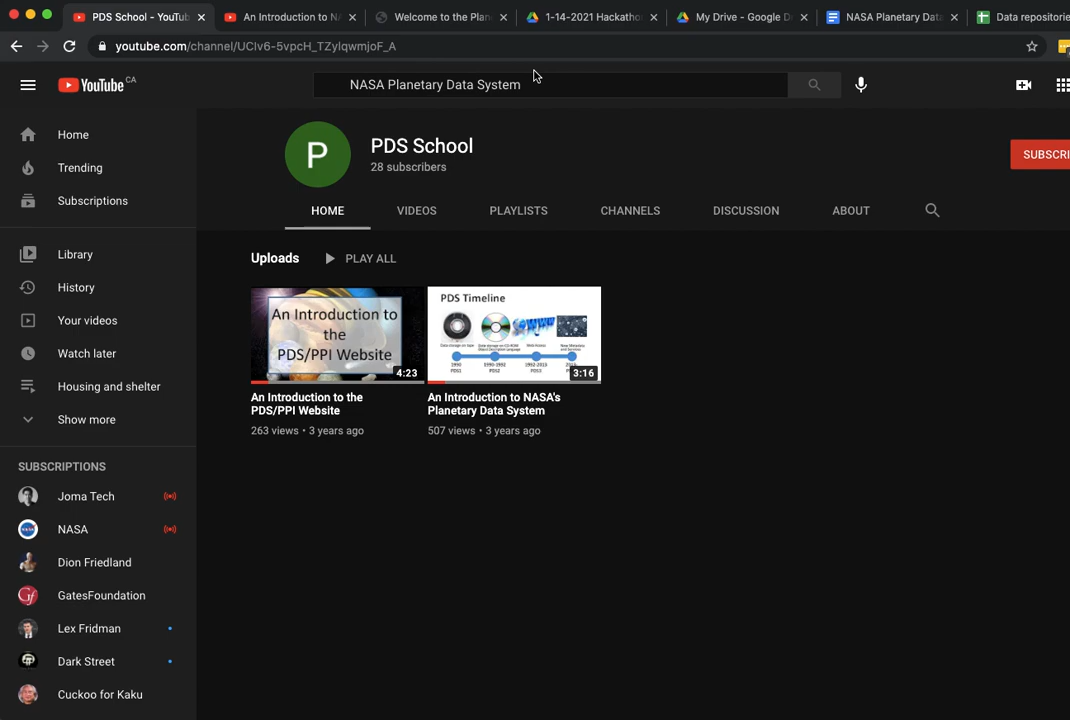 PDS School - YouTub
An Introduction to N
Welcome to the Plan
1-14-2021 Hackatho
My Drive - Google D
NASA Planetary Dat
Data repositorie
youtube.com/channel/UClv6-5vpcH_TZylqwmjoF_A
YouTube CA
NASA Planetary Data System
Home
Trending
Subscriptions
Library
History
Your videos
Watch later
Housing and shelter
Show more
SUBSCRIPTIONS
Joma Tech
NASA
Dion Friedland
GatesFoundation
Lex Fridman
Dark Street
Cuckoo for Kaku
P
PDS School
28 subscribers
SUBSCRI
HOME
VIDEOS
PLAYLISTS
CHANNELS
DISCUSSION
ABOUT
Uploads
PLAY ALL
An Introduction to
the
PDS/PPI Website
4:23
An Introduction to the
PDS/PPI Website
263 views • 3 years ago
PDS Timeline
3:16
An Introduction to NASA's
Planetary Data System
507 views • 3 years ago